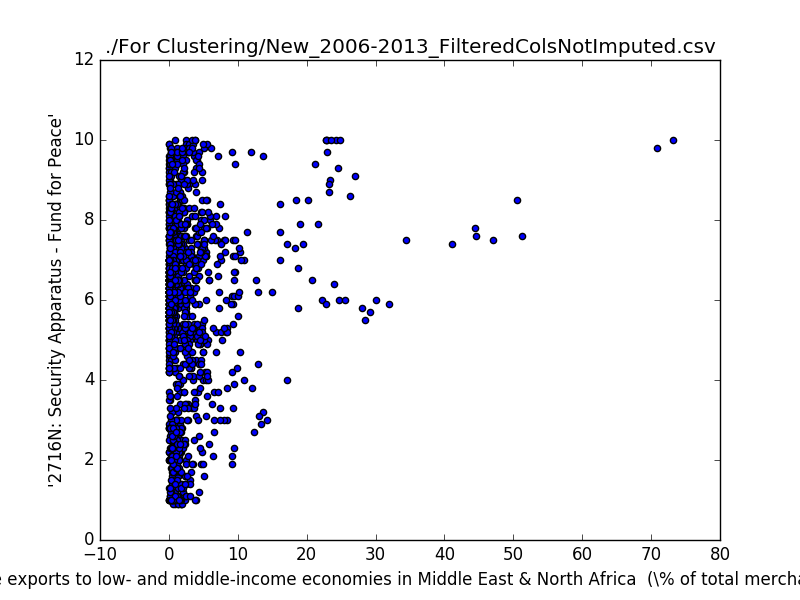 ./For Clustering/New_2006-2013_FilteredColsNotImputed.csv
12
10
8
6
4
2
0
'2716N: Security Apparatus - Fund for Peace'
−10 0 10 20 30 40 50 60 70 80
e exports to low- and middle-income economies in Middle East & North Africa (\% of total mercha